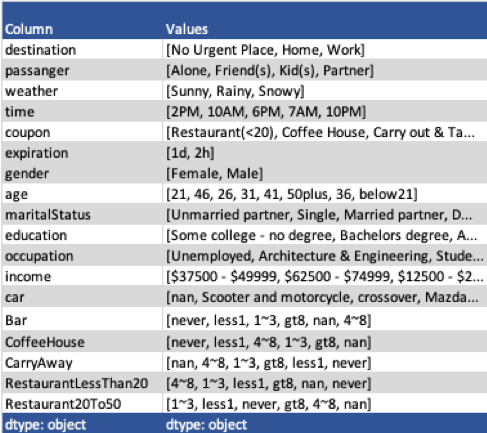 Column Values
destination [No Urgent Place, Home, Work]
passanger [Alone, Friend(s), Kid(s), Partner]
weather [Sunny, Rainy, Snowy]
time [2PM, 10AM, 6PM, 7AM, 10PM]
coupon [Restaurant(<20), Coffee House, Carry out & Ta...
expiration [1d, 2h]
gender [Female, Male]
age [21, 46, 26, 31, 41, 50plus, 36, below21]
maritalStatus [Unmarried partner, Single, Married partner, D...
education [Some college - no degree, Bachelors degree, A...
occupation [Unemployed, Architecture & Engineering, Stude...
income [$37500 - $49999, $62500 - $74999, $12500 - $2...
car [nan, Scooter and motorcycle, crossover, Mazda...
Bar [never, less1, 1~3, gt8, nan, 4~8]
CoffeeHouse [never, less1, 4~8, 1~3, gt8, nan]
CarryAway [nan, 4~8, 1~3, gt8, less1, never]
RestaurantLessThan20 [4~8, 1~3, less1, gt8, nan, never]
Restaurant20To50 [1~3, less1, never, gt8, 4~8, nan]
dtype: object dtype: object